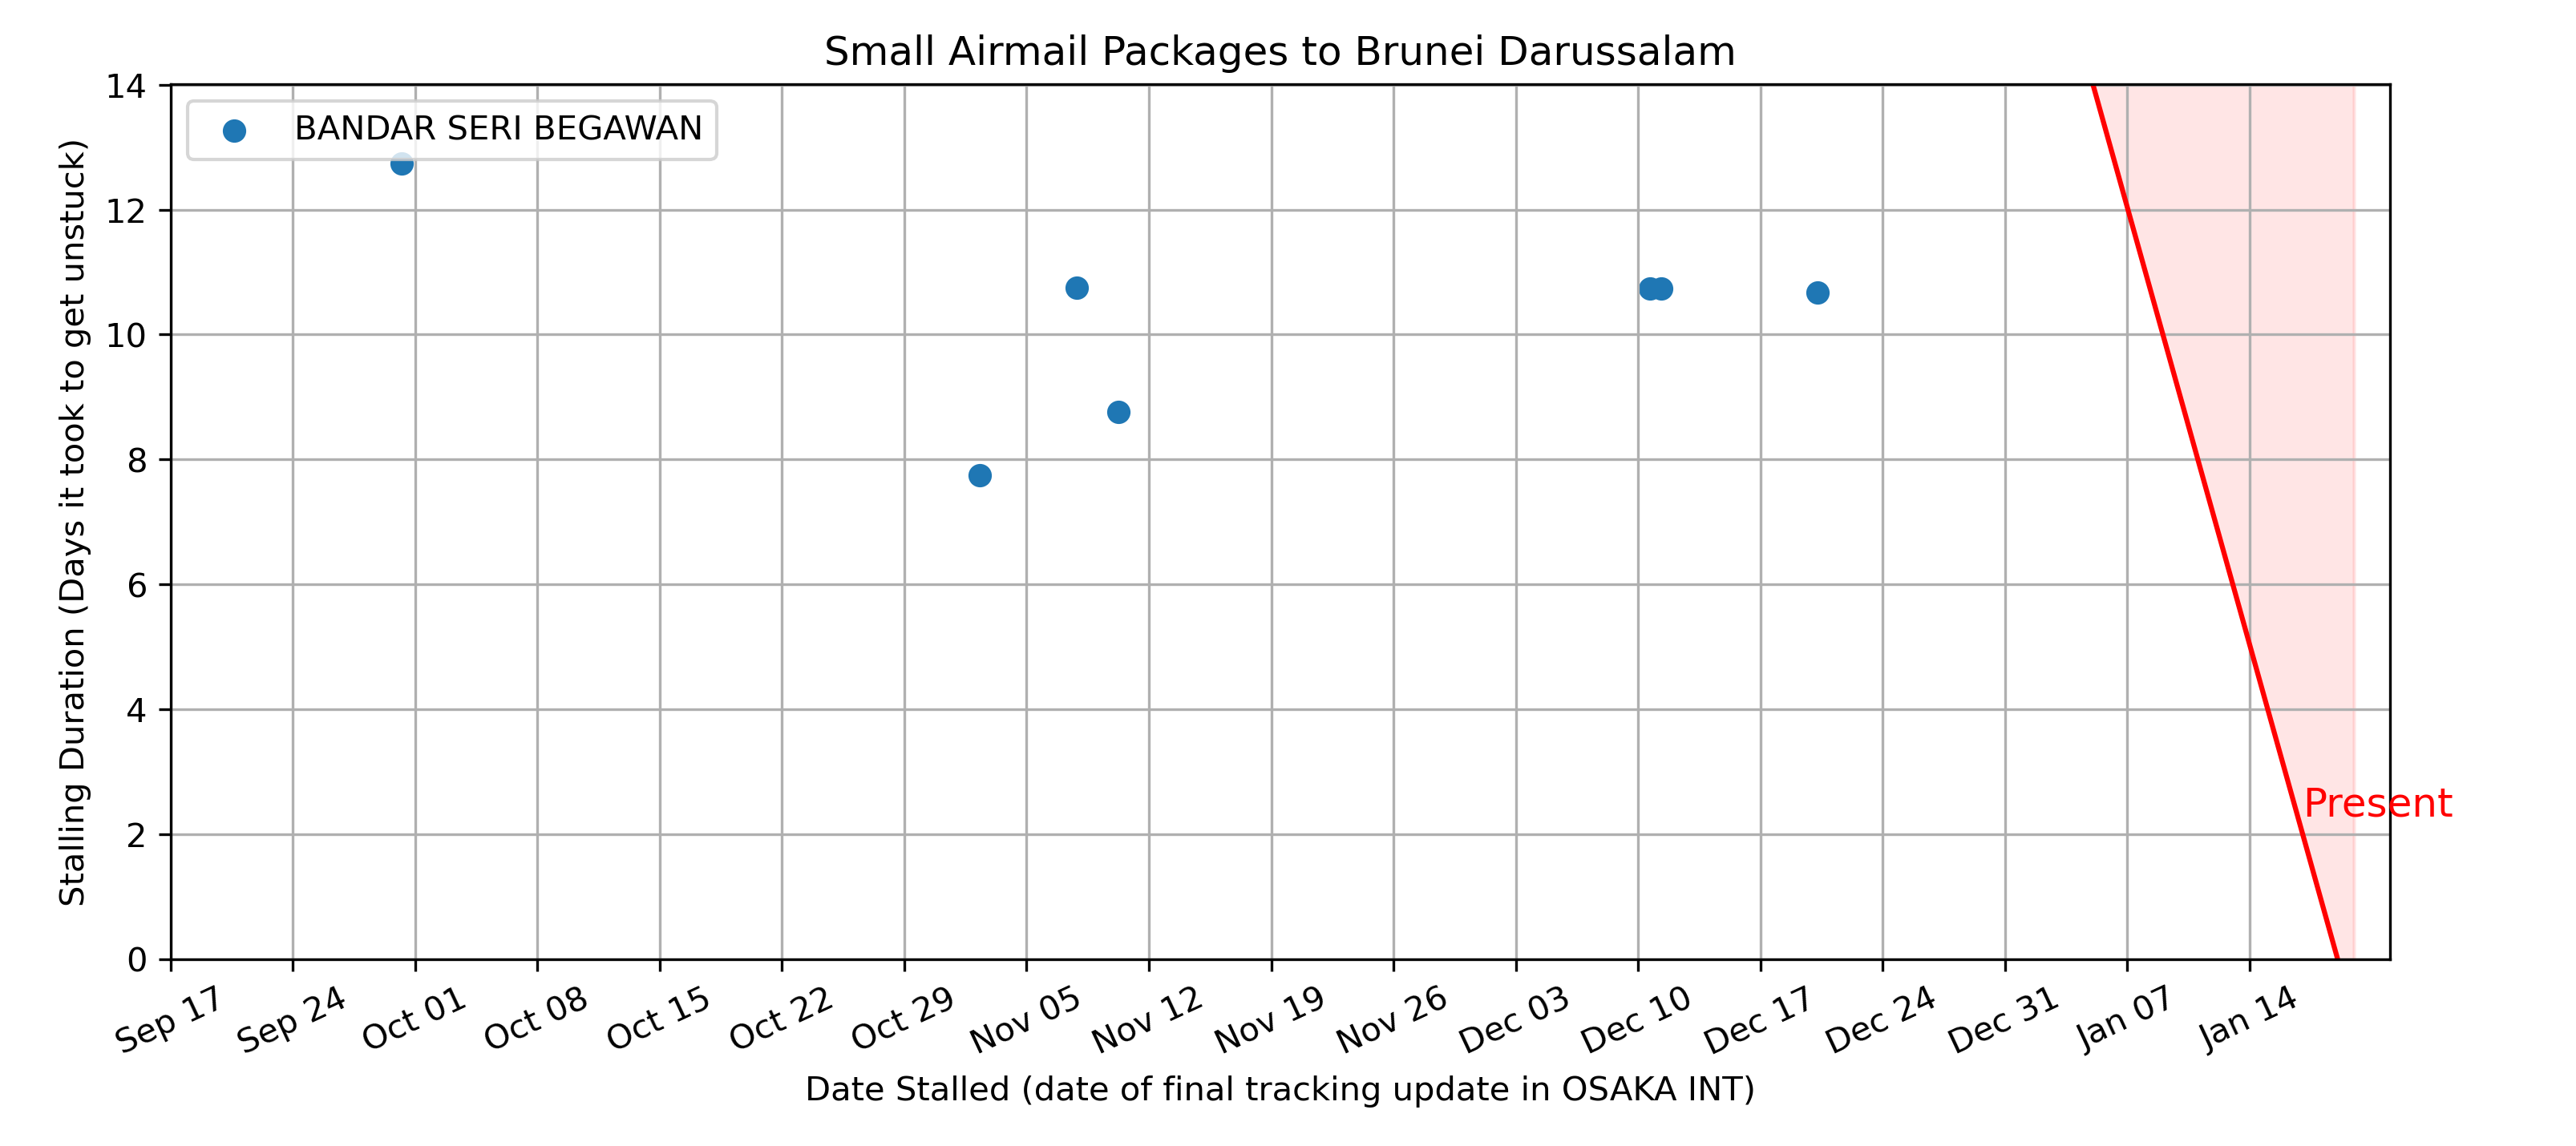 Small Airmail Packages to Brunei Darussalam
BANDAR SERI BEGAWAN
Stalling Duration (Days it took to get unstuck)
14
12
10
8
6
4
2
0
Present
Sep 17
Sep 24
Oct 01
Oct 08
Oct 15
Oct 22
Oct 29
Nov 05
Nov 12
Nov 19
Nov 26
Dec 03
Dec 10
Dec 17
Dec 24
Dec 31
Jan 07
Jan 14
Date Stalled (date of final tracking update in OSAKA INT)